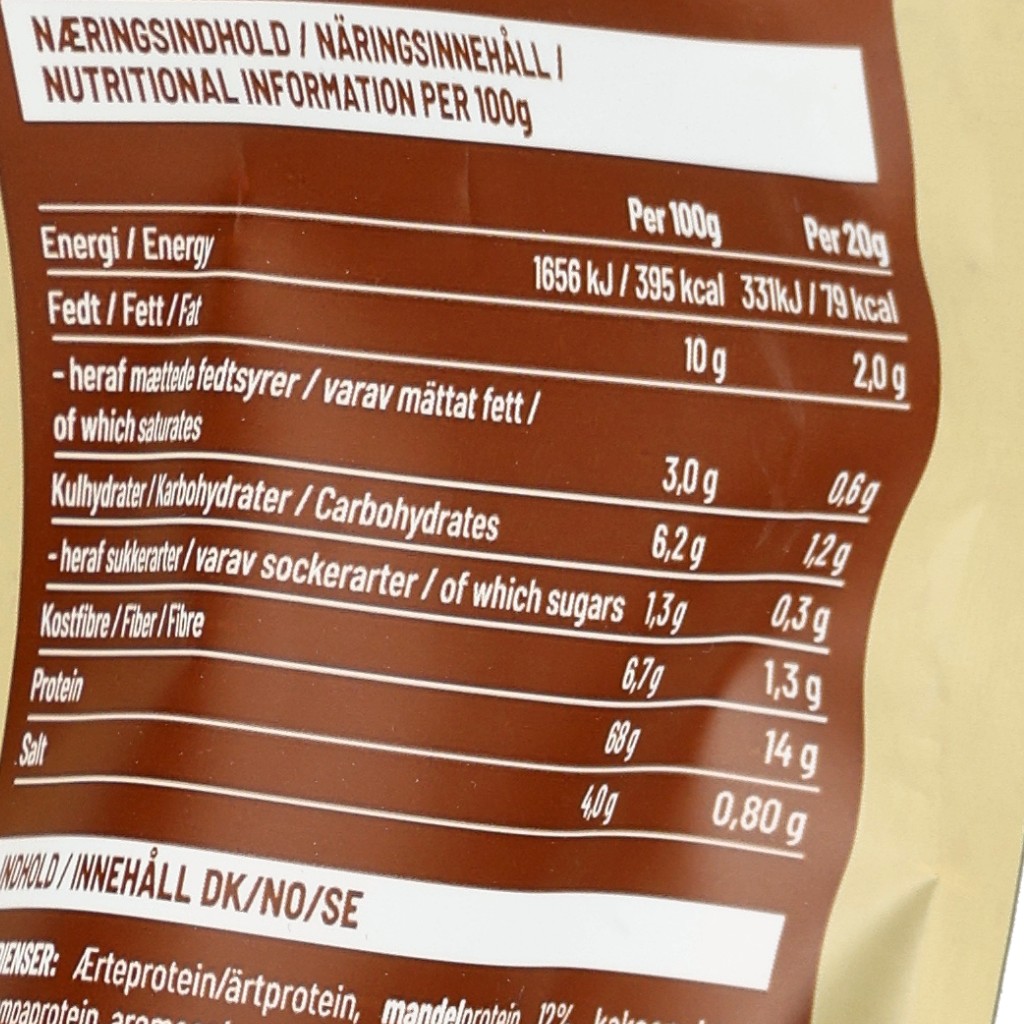 NÆRINGSINDHOLD / NÄRINGSINNEHÅLL /
NUTRITIONAL INFORMATION PER 100g
Per 100g Per 20g
Energi / Energy 1656 kJ / 395 kcal 331kJ / 79 kcal
Fedt / Fett / Fat 10 g 2,0 g
- heraf mættede fedtsyrer / varav mättat fett /
of which saturates 3,0 g 0,6 g
Kulhydrater / Karbohydrater / Carbohydrates 6,2 g 1,2 g
- heraf sukkerarter / varav sockerarter / of which sugars 1,3 g 0,3 g
Kostfibre / Fiber / Fibre 6,7g 1,3 g
Protein 68 g 14 g
Salt 4,0 g 0,80 g
INDHOLD / INNEHÅLL DK/NO/SE
Ærteprotein/ärtprotein, mandelprotein 12%